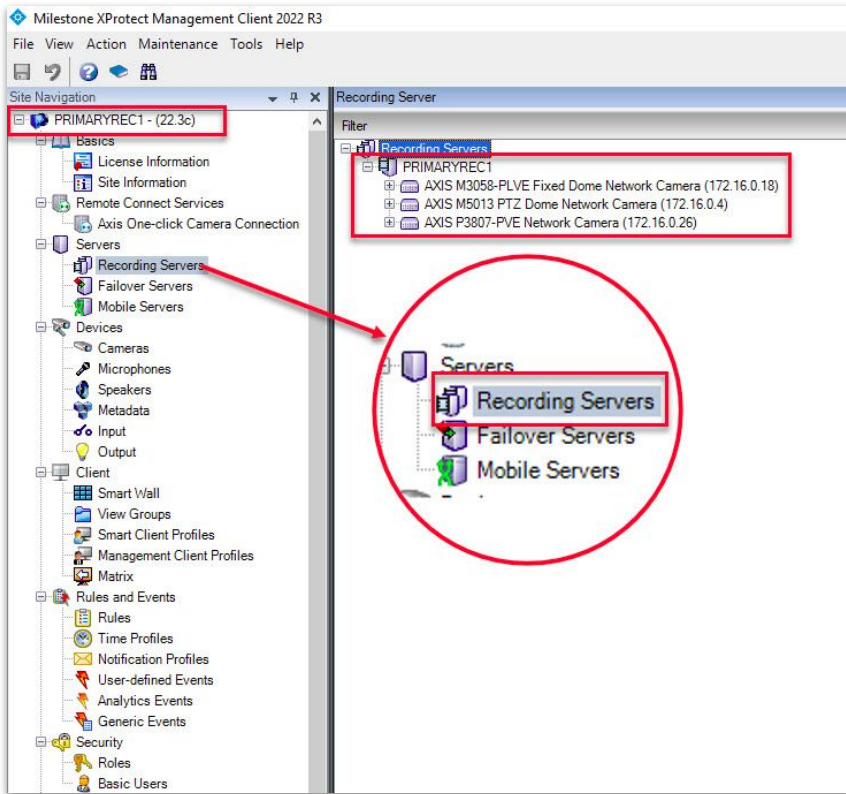 Milestone XProtect Management Client 2022 R3
File View Action Maintenance Tools Help
Site Navigation
PRIMARYREC1 - (22.3c)
Basics
License Information
Site Information
Remote Connect Services
Axis One-click Camera Connection
Servers
Recording Servers
Failover Servers
Mobile Servers
Devices
Cameras
Microphones
Speakers
Metadata
Input
Output
Client
Smart Wall
View Groups
Smart Client Profiles
Management Client Profiles
Matrix
Rules and Events
Rules
Time Profiles
Notification Profiles
User-defined Events
Analytics Events
Generic Events
Security
Roles
Basic Users
Recording Server
Filter
Recording Servers
PRIMARYREC1
AXIS M3058-PLVE Fixed Dome Network Camera (172.16.0.18)
AXIS M5013 PTZ Dome Network Camera (172.16.0.4)
AXIS P3807-PVE Network Camera (172.16.0.26)
Servers
Recording Servers
Failover Servers
Mobile Servers